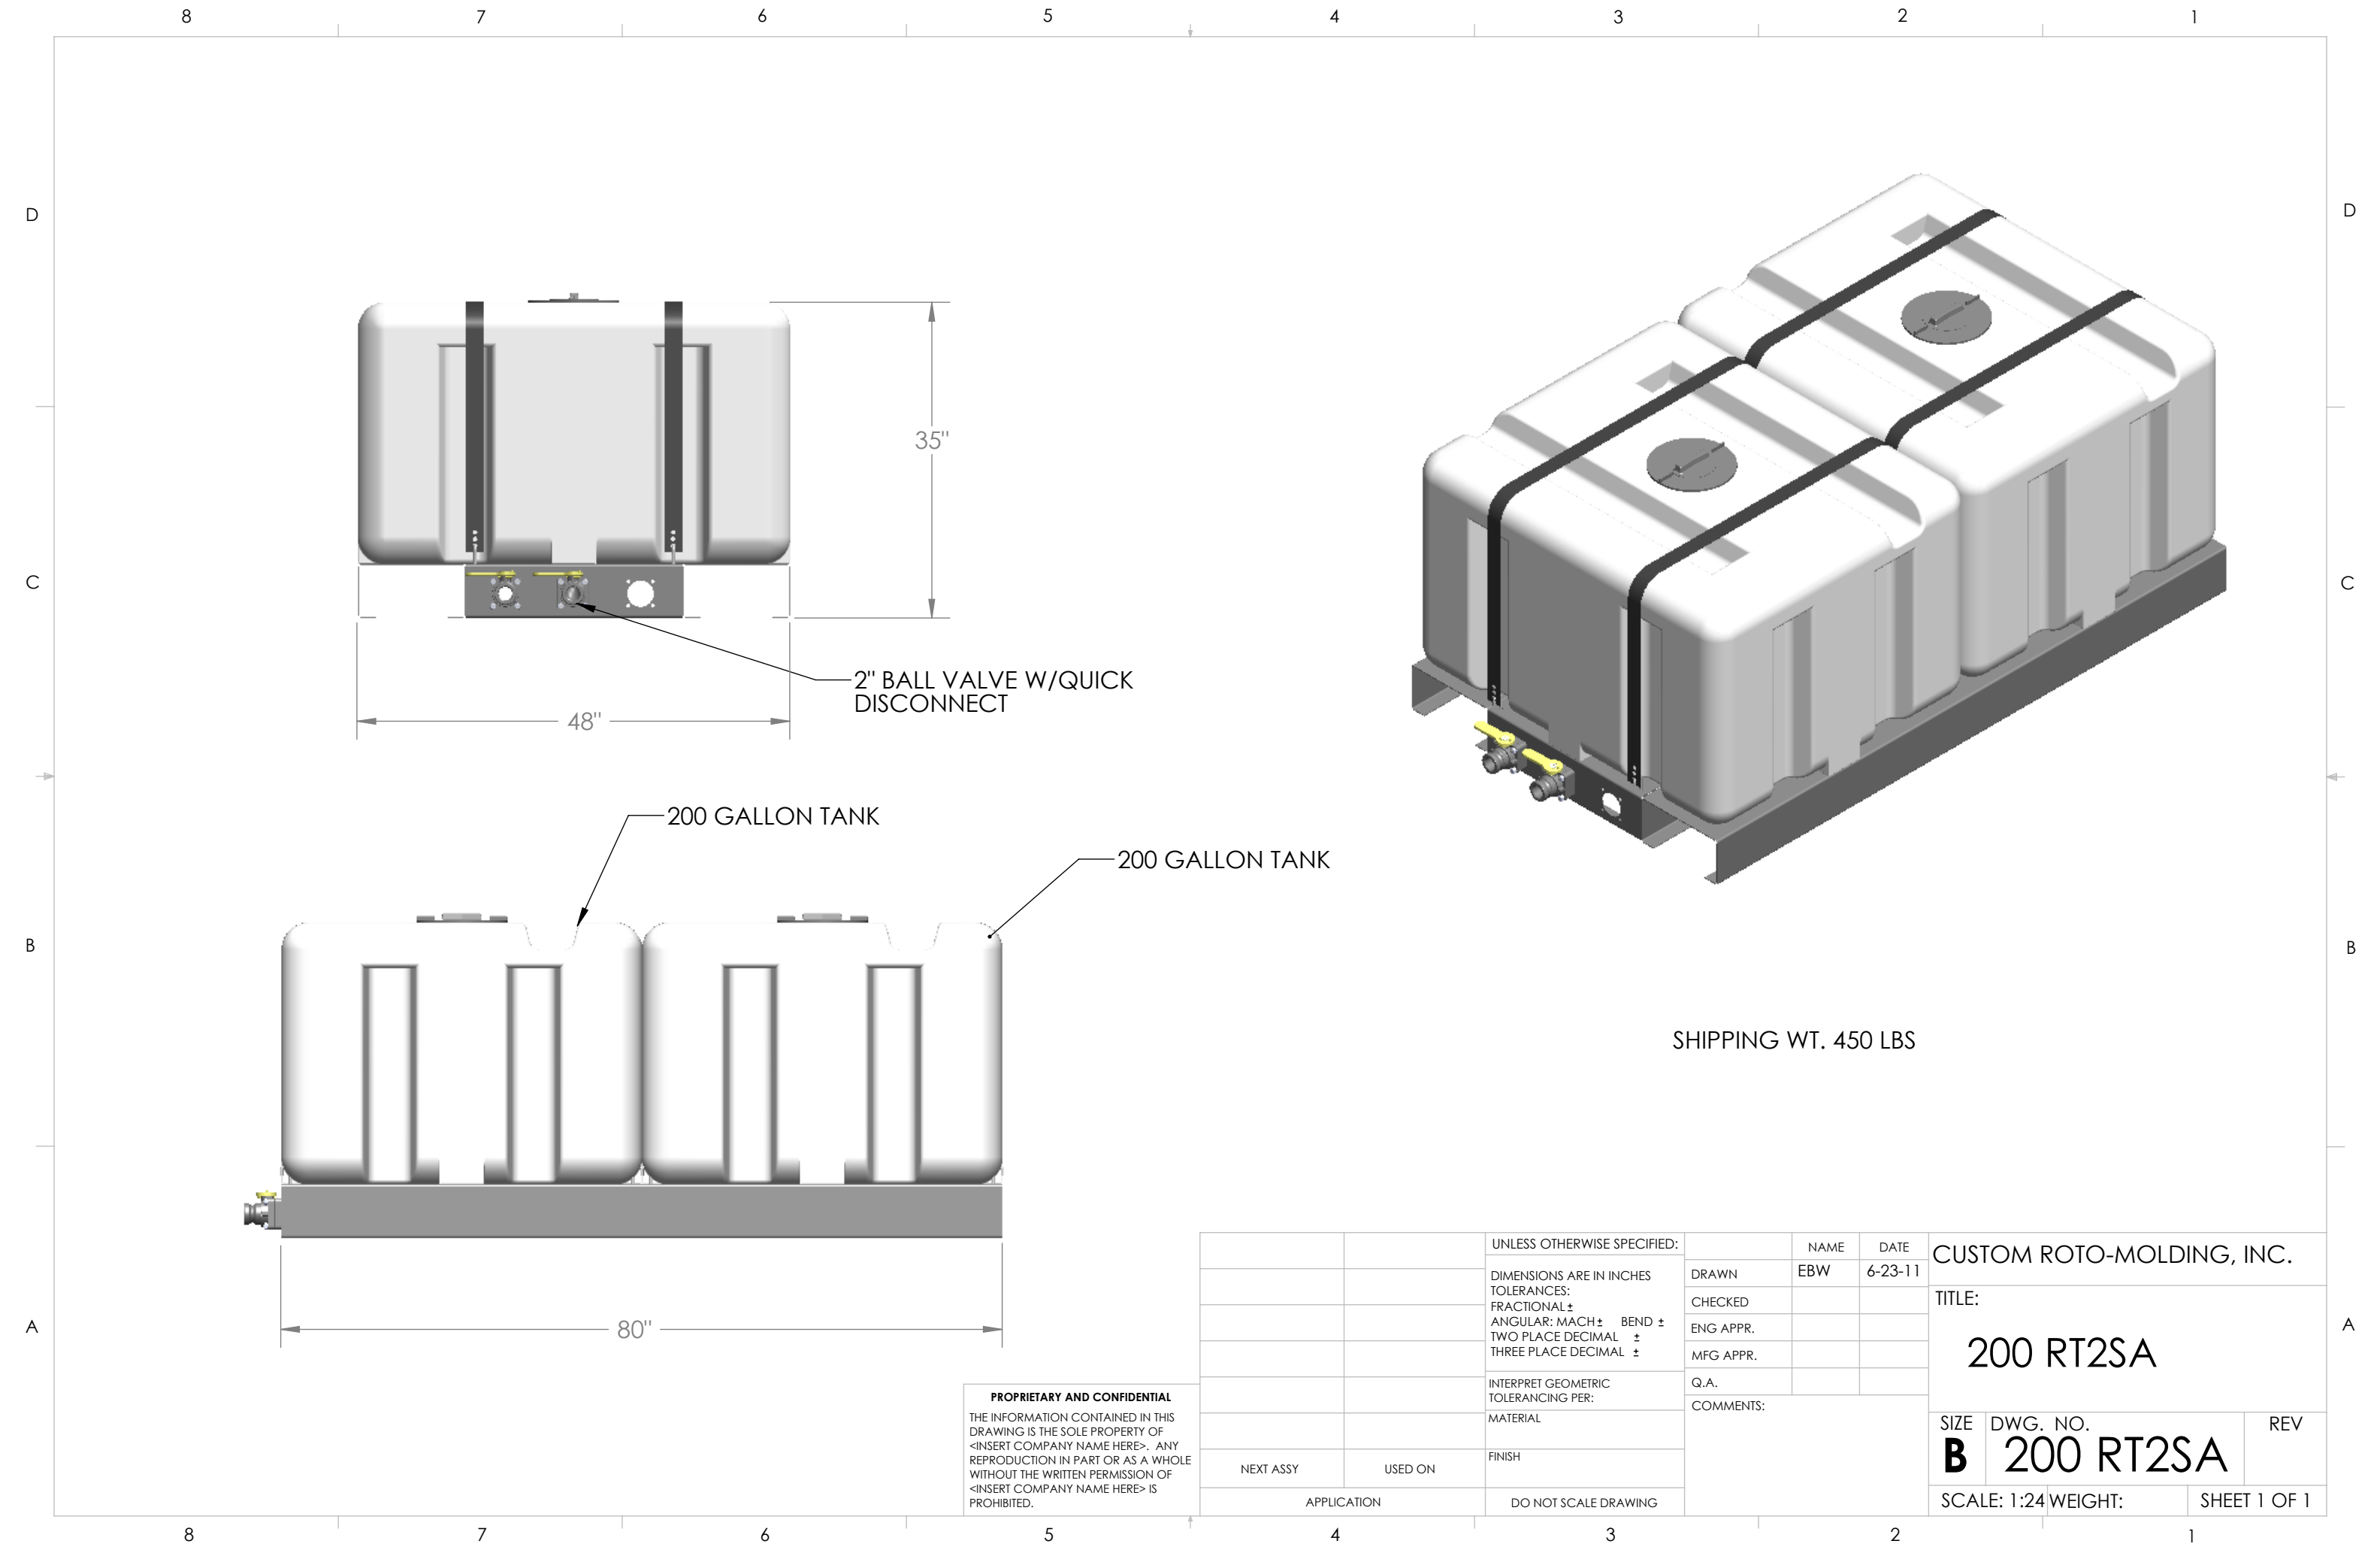 8 7 6 5 4 3 2 1
D D
35"
C C
2" BALL VALVE W/QUICK
DISCONNECT
48"
200 GALLON TANK
200 GALLON TANK
B B
SHIPPING WT. 450 LBS
80"
A A
PROPRIETARY AND CONFIDENTIAL
THE INFORMATION CONTAINED IN THIS
DRAWING IS THE SOLE PROPERTY OF
<INSERT COMPANY NAME HERE>. ANY
REPRODUCTION IN PART OR AS A WHOLE
WITHOUT THE WRITTEN PERMISSION OF
<INSERT COMPANY NAME HERE> IS
PROHIBITED.
NEXT ASSY USED ON
APPLICATION
UNLESS OTHERWISE SPECIFIED:
DIMENSIONS ARE IN INCHES
TOLERANCES:
FRACTIONAL ±
ANGULAR: MACH ± BEND ±
TWO PLACE DECIMAL ±
THREE PLACE DECIMAL ±
INTERPRET GEOMETRIC
TOLERANCING PER:
MATERIAL
FINISH
DO NOT SCALE DRAWING
NAME DATE
DRAWN EBW 6-23-11
CHECKED
ENG APPR.
MFG APPR.
Q.A.
COMMENTS:
CUSTOM ROTO-MOLDING, INC.
TITLE:
200 RT2SA
SIZE DWG. NO. REV
B 200 RT2SA
SCALE: 1:24 WEIGHT: SHEET 1 OF 1
8 7 6 5 4 3 2 1